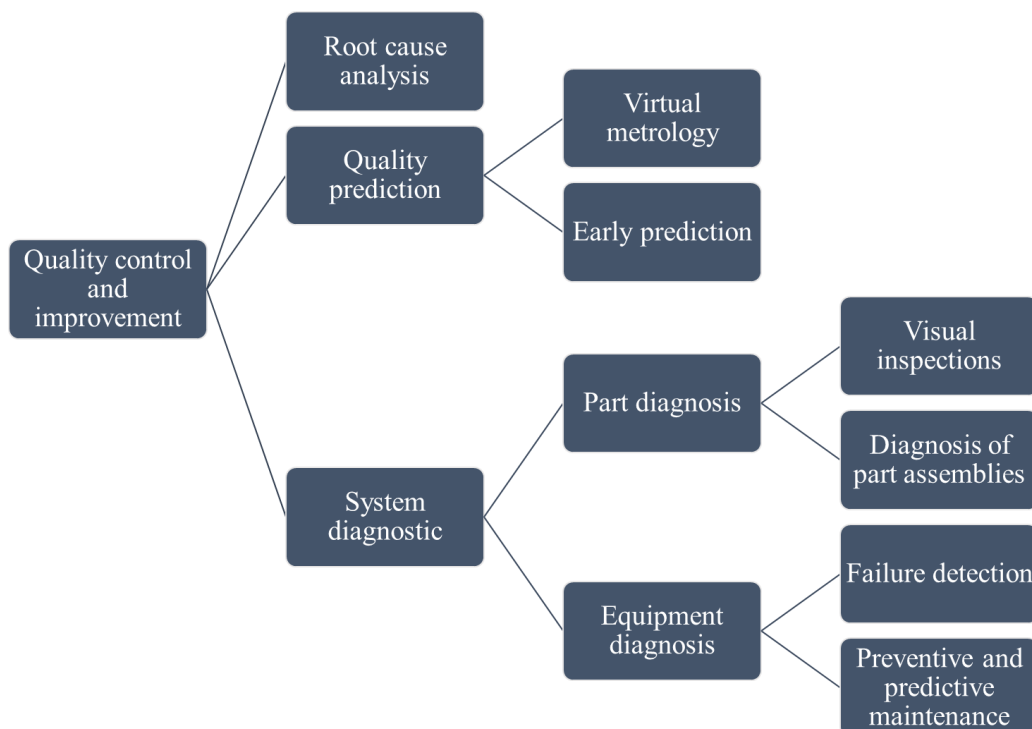 Root cause
analysis
Virtual
metrology
Quality
prediction
Early prediction
Quality control
and
improvement
Visual
inspections
Part diagnosis
Diagnosis of
part assemblies
System
diagnostic
Failure detection
Equipment
diagnosis
Preventive and
predictive
maintenance